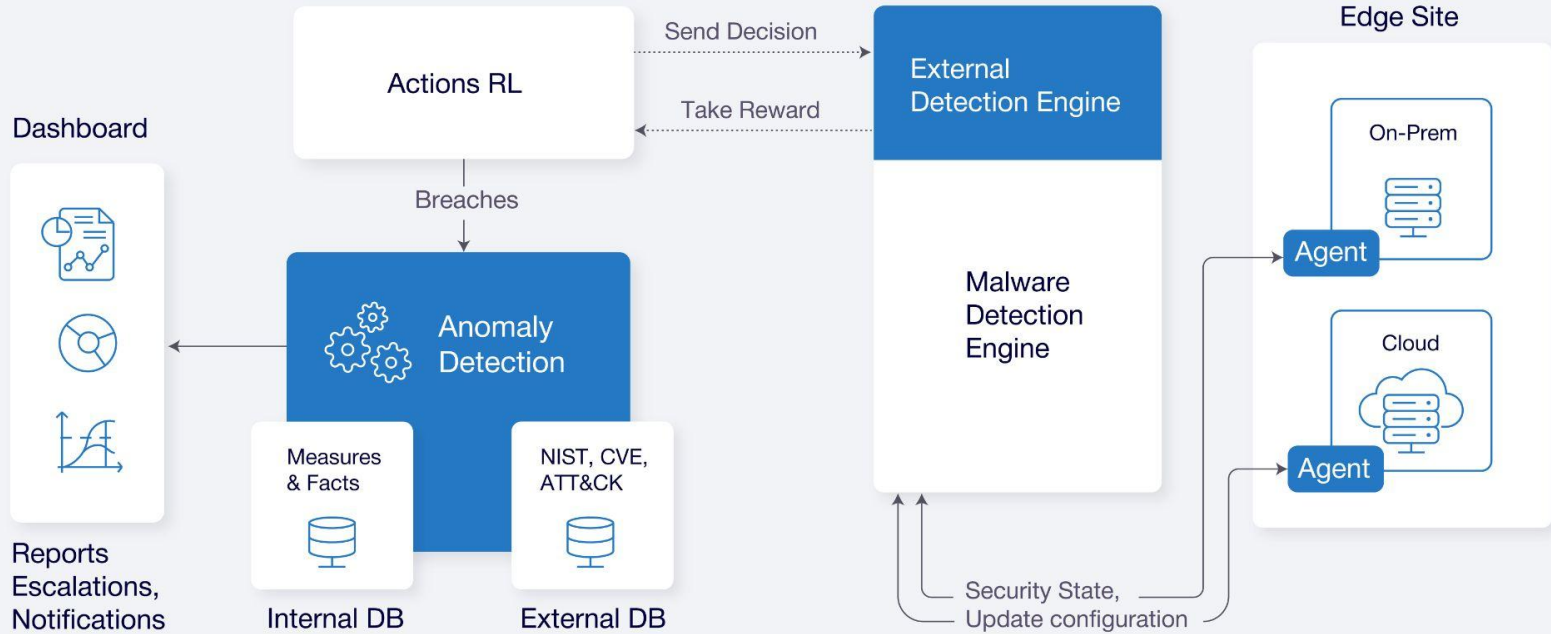 Dashboard
Reports
Escalations,
Notifications
Actions RL
Send Decision
Take Reward
Breaches
Anomaly
Detection
Measures
& Facts
Internal DB
NIST, CVE,
ATT&CK
External DB
External
Detection Engine
Malware
Detection
Engine
Security State,
Update configuration
Edge Site
On-Prem
Agent
Cloud
Agent